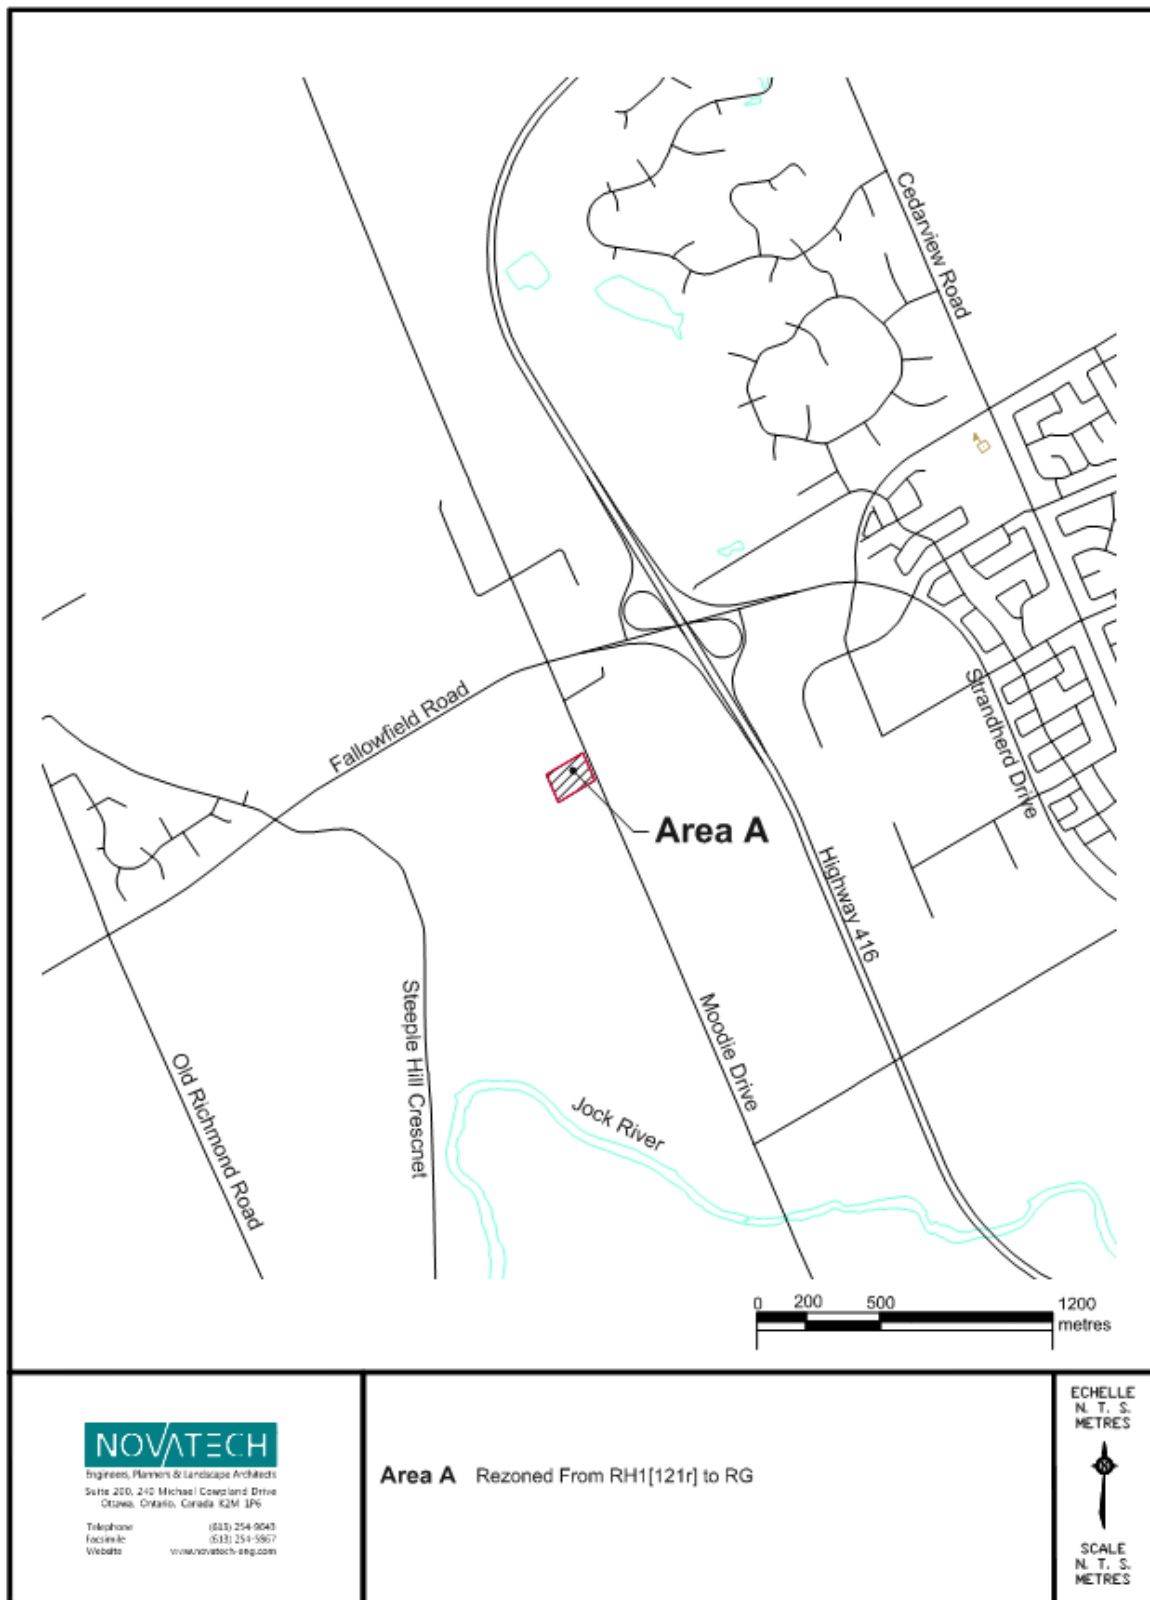 Cedarview Road
Fallowfield Road
Strandherd Drive
Area A
Highway 416
Steeple Hill Crescnet
Moodie Drive
Old Richmond Road
Jock River
0 200 500 1200
metres
NOVATECH
Engineers, Planners & Landscape Architects
Suite 200, 240 Michael Cowpland Drive
Ottawa, Ontario, Canada K2M 1P6
Telephone (613) 254-9643
Facsimile (613) 254-5867
Website www.novatech-eng.com
Area A Rezoned From RH1[121r] to RG
ECHELLE
N. T. S.
METRES
N
SCALE
N. T. S.
METRES